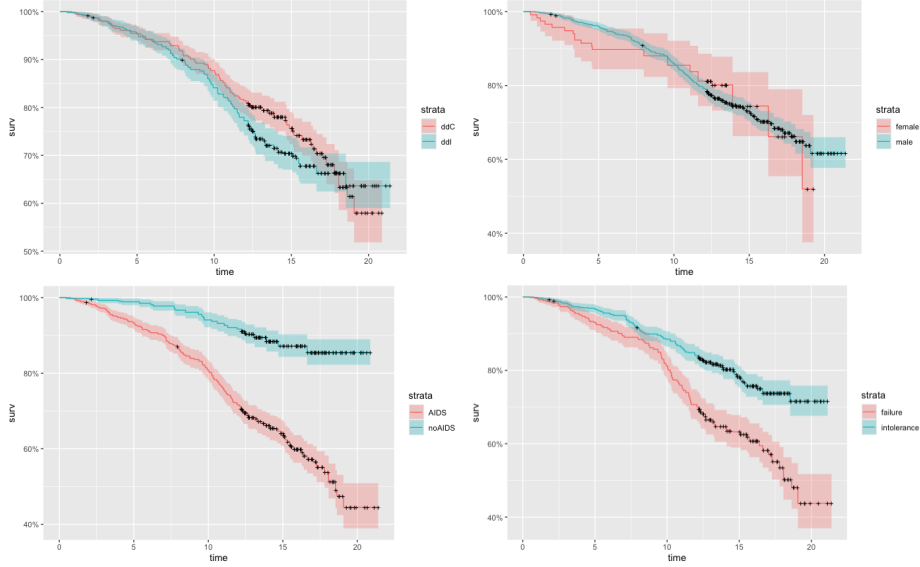 100%
90%
80%
70%
60%
50%
surv
0
5
10
15
20
time
strata
ddC
ddI
100%
80%
60%
40%
surv
0
5
10
15
20
time
strata
female
male
100%
80%
60%
40%
surv
0
5
10
15
20
time
strata
AIDS
noAIDS
100%
80%
60%
40%
surv
0
5
10
15
20
time
strata
failure
intolerance